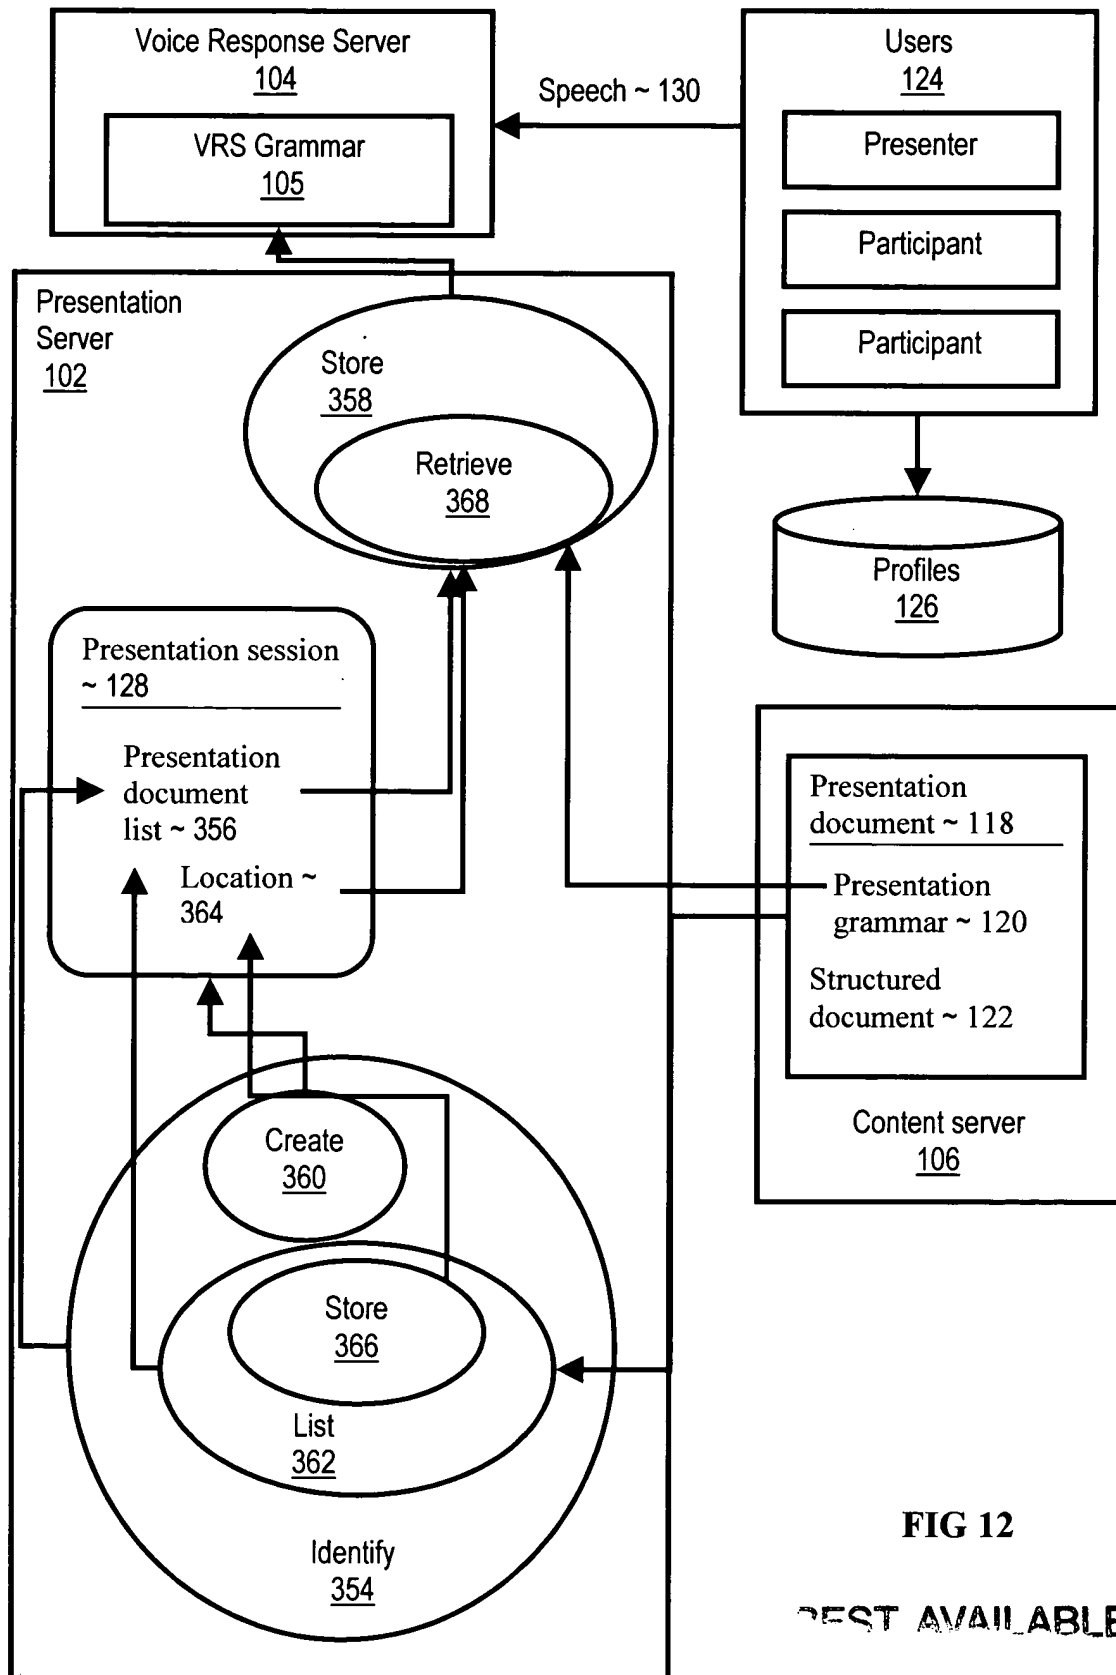 Voice Response Server
104
VRS Grammar
105
Speech ~ 130
Users
124
Presenter
Participant
Participant
Profiles
126
Presentation
Server
102
Store
358
Retrieve
368
Presentation session
~ 128
Presentation
document
list ~ 356
Location ~
364
Presentation
document ~ 118
Presentation
grammar ~ 120
Structured
document ~ 122
Content server
106
Create
360
Store
366
List
362
Identify
354
FIG 12
BEST AVAILABLE